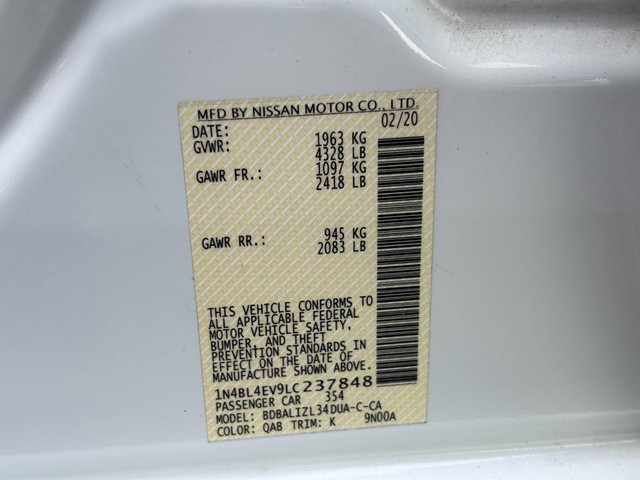 MFD BY NISSAN MOTOR CO., LTD.
DATE: 02/20
GVWR: 1963 KG
4328 LB
GAWR FR.: 1097 KG
2418 LB
GAWR RR.: 945 KG
2083 LB
THIS VEHICLE CONFORMS TO
ALL APPLICABLE FEDERAL
MOTOR VEHICLE SAFETY,
BUMPER, AND THEFT
PREVENTION STANDARDS IN
EFFECT ON THE DATE OF
MANUFACTURE SHOWN ABOVE.
1N4BL4EV9LC237848
PASSENGER CAR 354
MODEL: BDBALIZL34DUA-C-CA
COLOR: QAB TRIM: K 9N00A